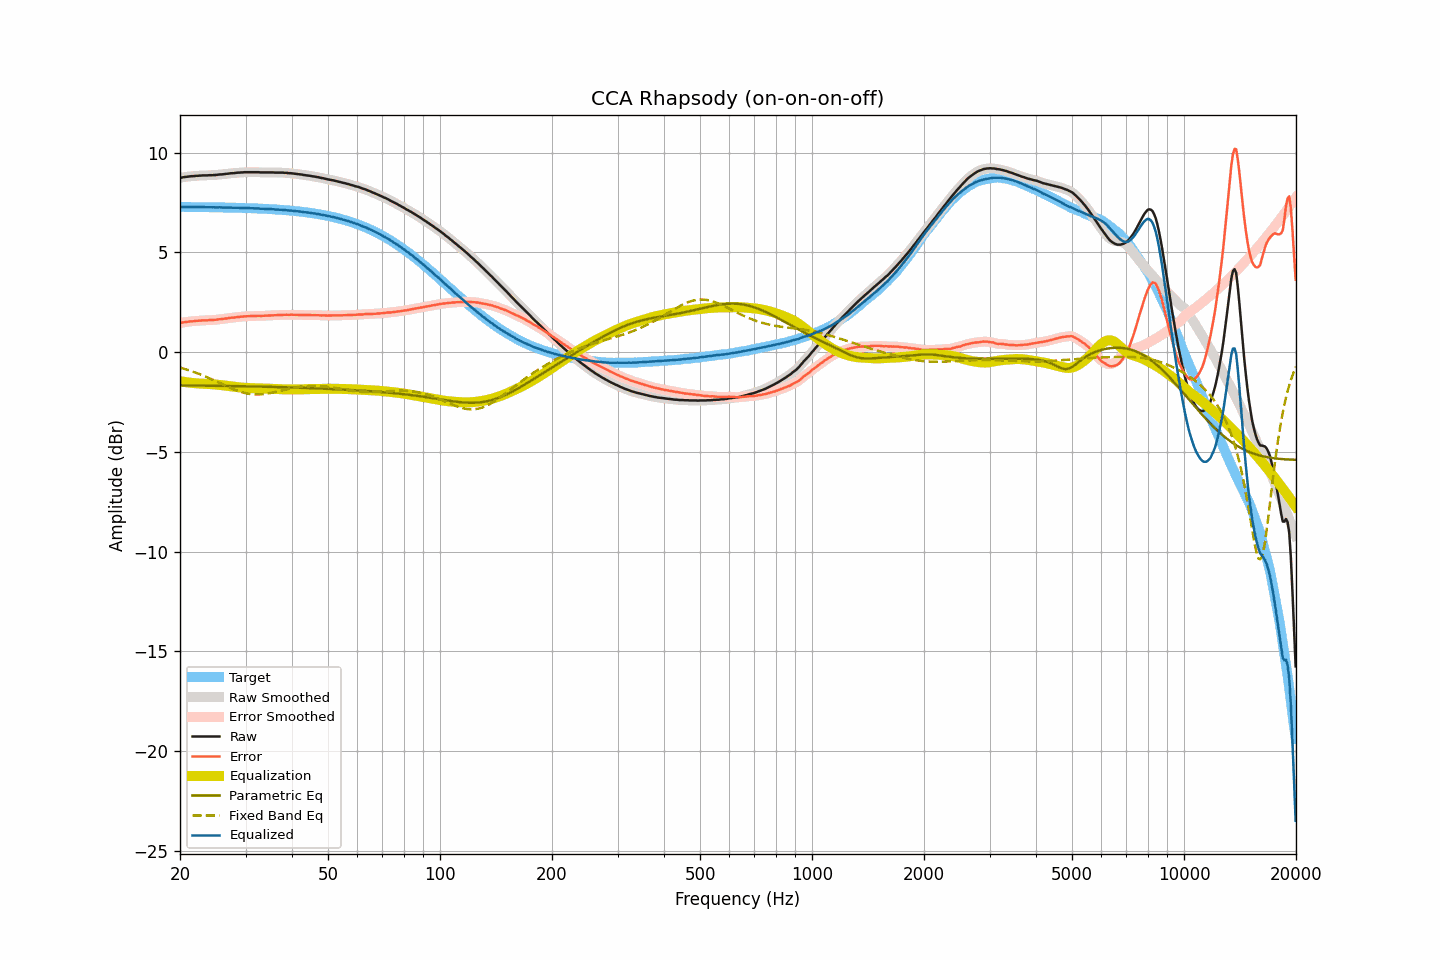 CCA Rhapsody (on-on-on-off)
10
5
0
−5
−10
−15
−20
−25
Amplitude (dBr)
Target
Raw Smoothed
Error Smoothed
Raw
Error
Equalization
Parametric Eq
Fixed Band Eq
Equalized
20 50 100 200 500 1000 2000 5000 10000 20000
Frequency (Hz)